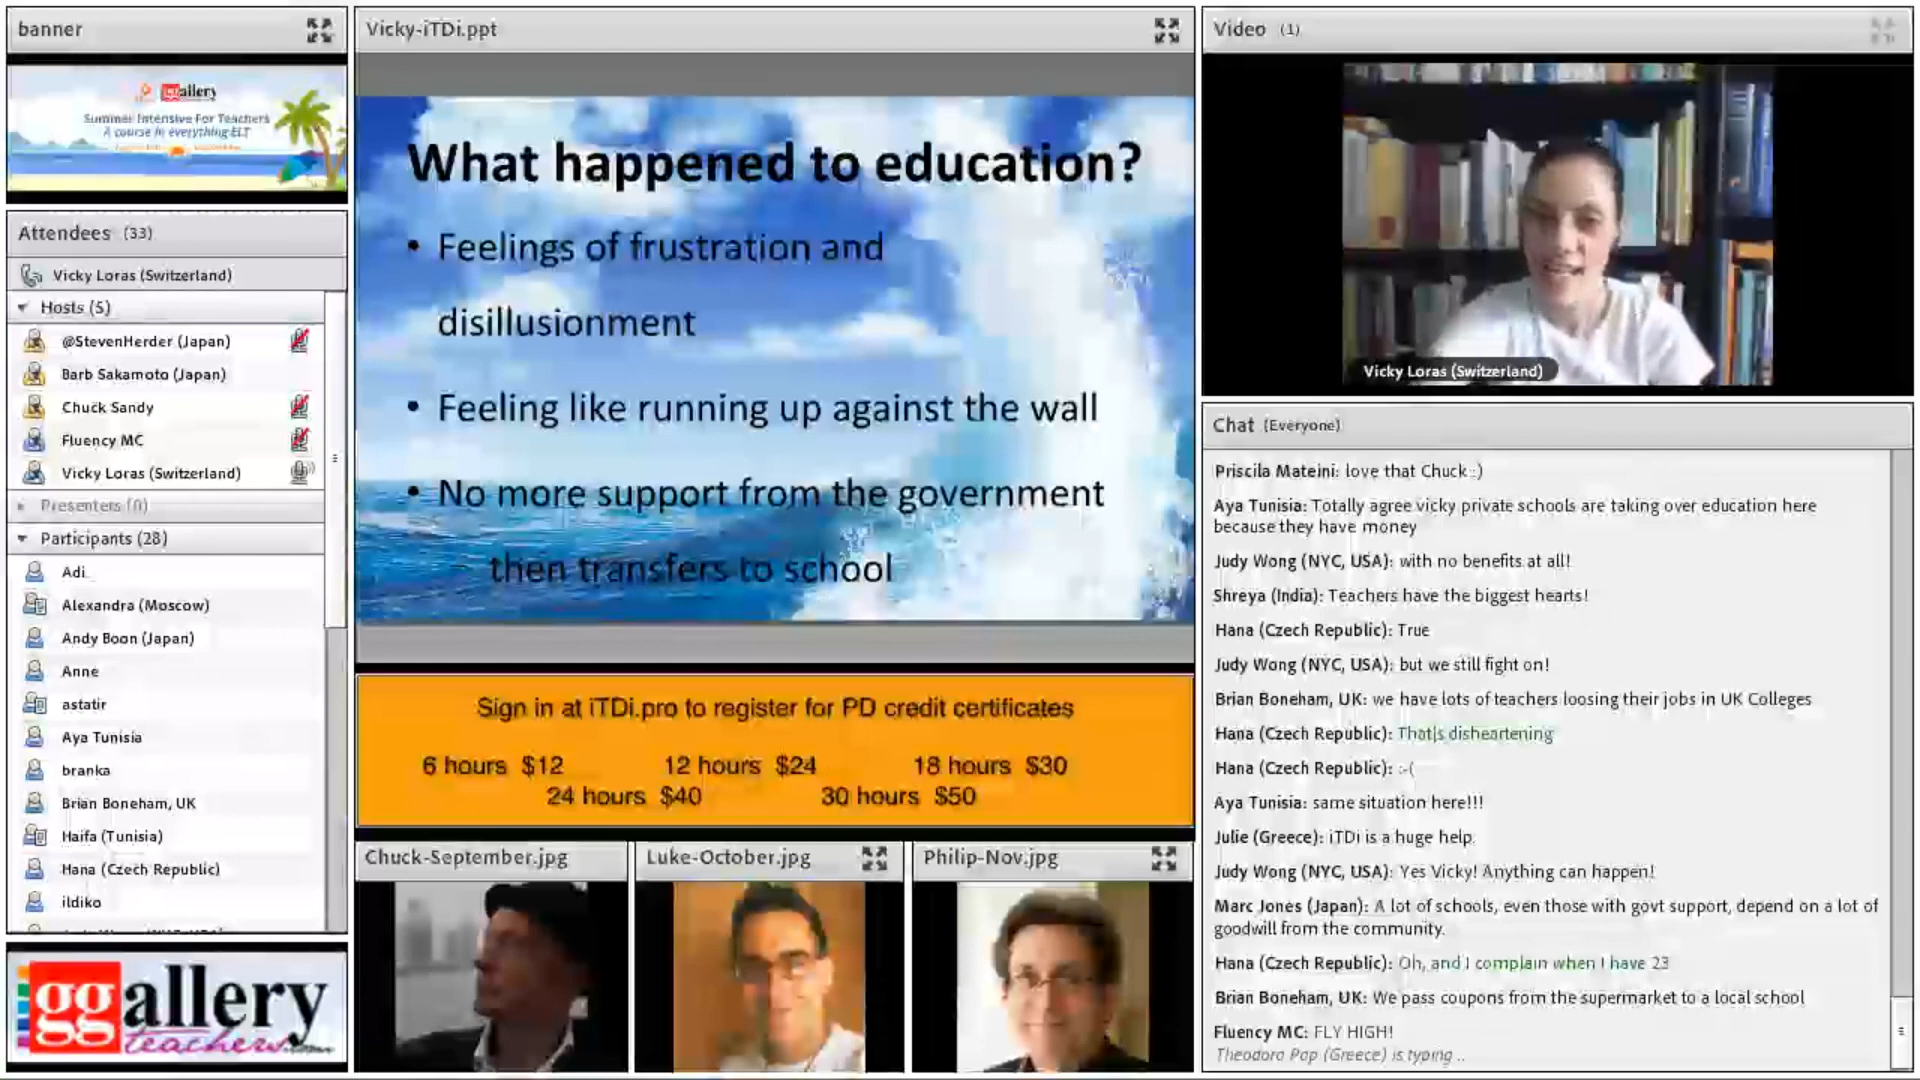 banner
ggallery
Summer Intensive For Teachers
A course in everything ELT
Attendees (33)
Vicky Loras (Switzerland)
Hosts (5)
@StevenHerder (Japan)
Barb Sakamoto (Japan)
Chuck Sandy
Fluency MC
Vicky Loras (Switzerland)
Presenters (0)
Participants (28)
Adi
Alexandra (Moscow)
Andy Boon (Japan)
Anne
astatir
Aya Tunisia
branka
Brian Boneham, UK
Haifa (Tunisia)
Hana (Czech Republic)
ildiko
ggallery
teachers.com
Vicky-iTDi.ppt
What happened to education?
• Feelings of frustration and
disillusionment
• Feeling like running up against the wall
• No more support from the government
– then transfers to school
Sign in at iTDi.pro to register for PD credit certificates
6 hours $12 12 hours $24 18 hours $30
24 hours $40 30 hours $50
Chuck-September.jpg
Luke-October.jpg
Philip-Nov.jpg
Video (1)
Vicky Loras (Switzerland)
Chat (Everyone)
Priscila Mateini: love that Chuck :)
Aya Tunisia: Totally agree vicky private schools are taking over education here
because they have money
Judy Wong (NYC, USA): with no benefits at all!
Shreya (India): Teachers have the biggest hearts!
Hana (Czech Republic): True
Judy Wong (NYC, USA): but we still fight on!
Brian Boneham, UK: we have lots of teachers loosing their jobs in UK Colleges
Hana (Czech Republic): That|s disheartening
Hana (Czech Republic): :-(
Aya Tunisia: same situation here!!!
Julie (Greece): iTDi is a huge help.
Judy Wong (NYC, USA): Yes Vicky! Anything can happen!
Marc Jones (Japan): A lot of schools, even those with govt support, depend on a lot of
goodwill from the community.
Hana (Czech Republic): Oh, and I complain when I have 23
Brian Boneham, UK: We pass coupons from the supermarket to a local school
Fluency MC: FLY HIGH!
Theodora Pap (Greece) is typing ..